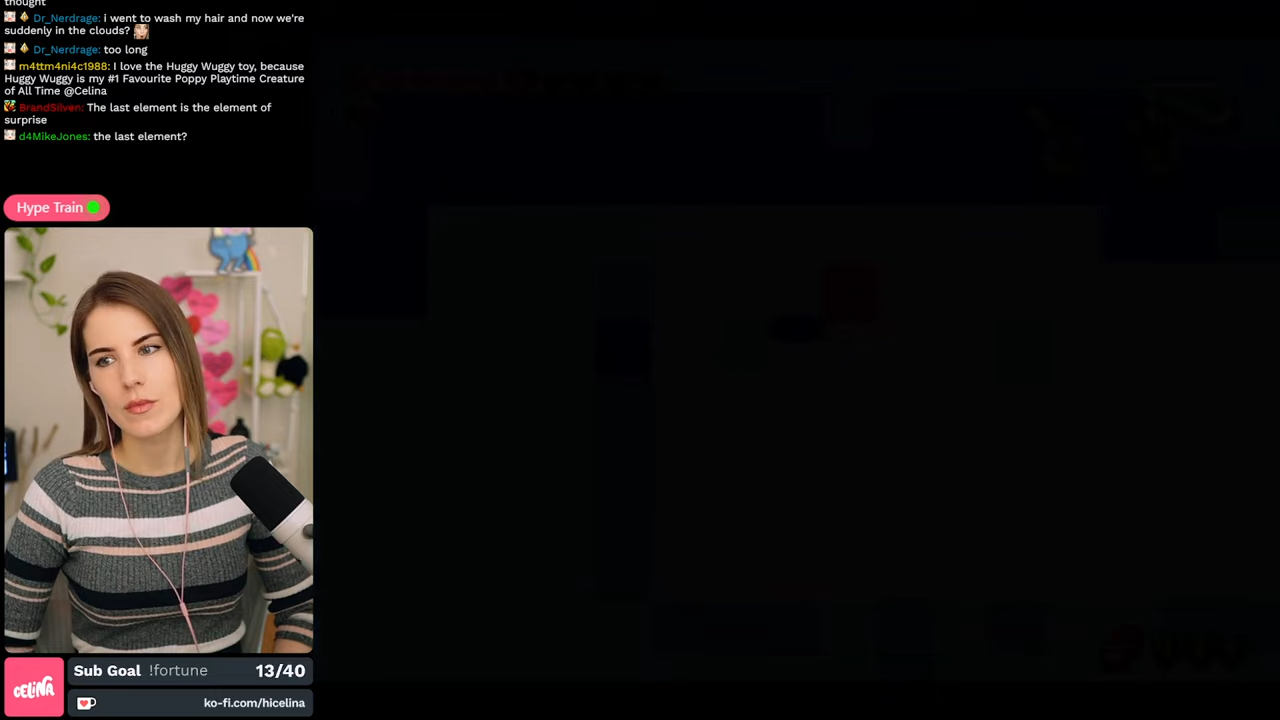 thought
Dr_Nerdrage: i went to wash my hair and now we're
suddenly in the clouds?
Dr_Nerdrage: too long
m4ttm4ni4c1988: I love the Huggy Wuggy toy, because
Huggy Wuggy is my #1 Favourite Poppy Playtime Creature
of All Time @Celina
BrandSilven: The last element is the element of
surprise
d4MikeJones: the last element?
Hype Train
CELiNA
Sub Goal !fortune 13/40
ko-fi.com/hicelina